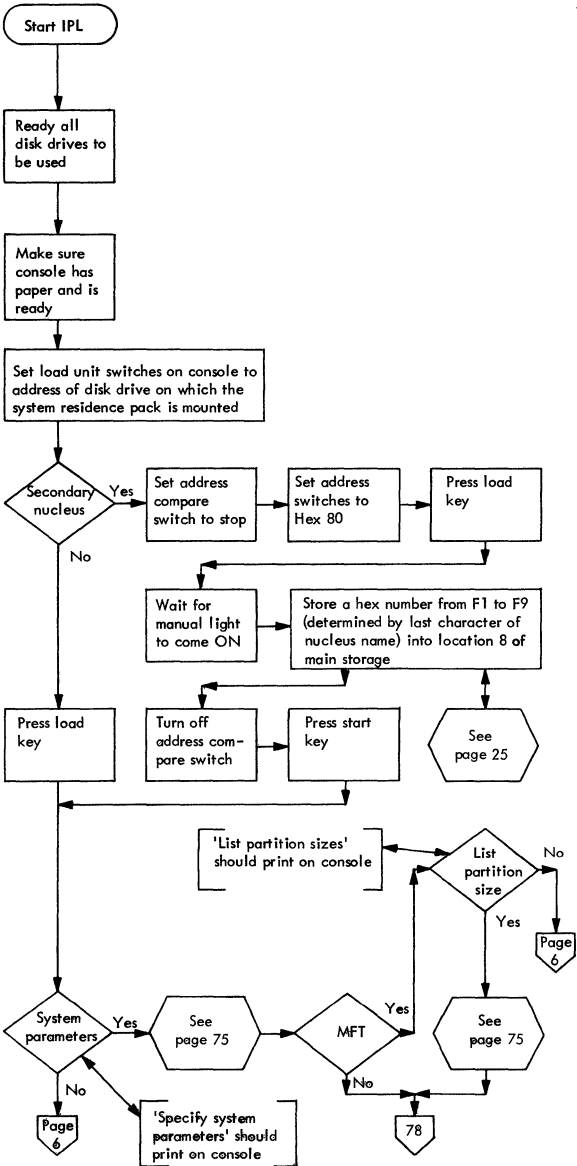 Start IPL
Ready all
disk drives to
be used
Make sure
console has
paper and is
ready
Set load unit switches on console to
address of disk drive on which the
system residence pack is mounted
Secondary
nucleus
Yes
No
Set address
compare
switch to stop
Set address
switches to
Hex 80
Press load
key
Wait for
manual light
to come ON
Store a hex number from F1 to F9
(determined by last character of
nucleus name) into location 8 of
main storage
Press load
key
Turn off
address com-
pare switch
Press start
key
See
page 25
'List partition sizes'
should print on console
List
partition
size
No
Yes
Page
6
System
parameters
Yes
No
See
page 75
MFT
Yes
No
See
page 75
Page
6
'Specify system
parameters' should
print on console
78